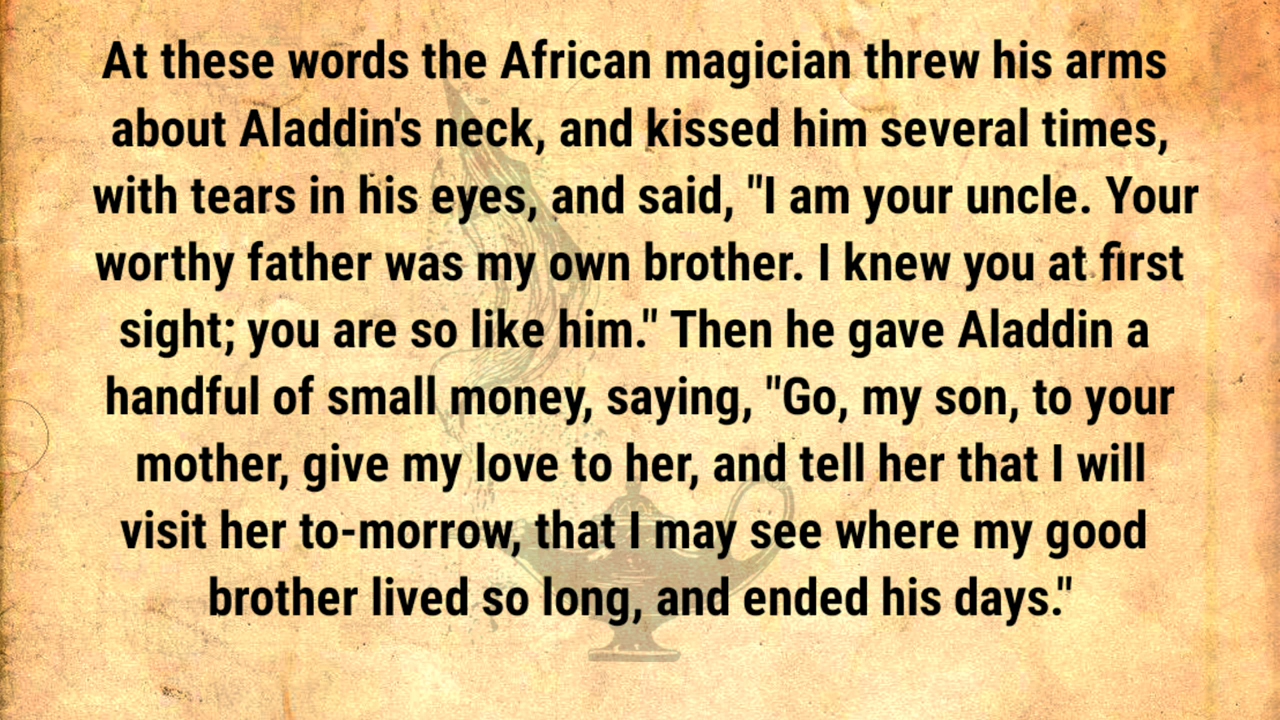 At these words the African magician threw his arms
about Aladdin's neck, and kissed him several times,
with tears in his eyes, and said, "I am your uncle. Your
worthy father was my own brother. I knew you at first
sight; you are so like him." Then he gave Aladdin a
handful of small money, saying, "Go, my son, to your
mother, give my love to her, and tell her that I will
visit her to-morrow, that I may see where my good
brother lived so long, and ended his days."